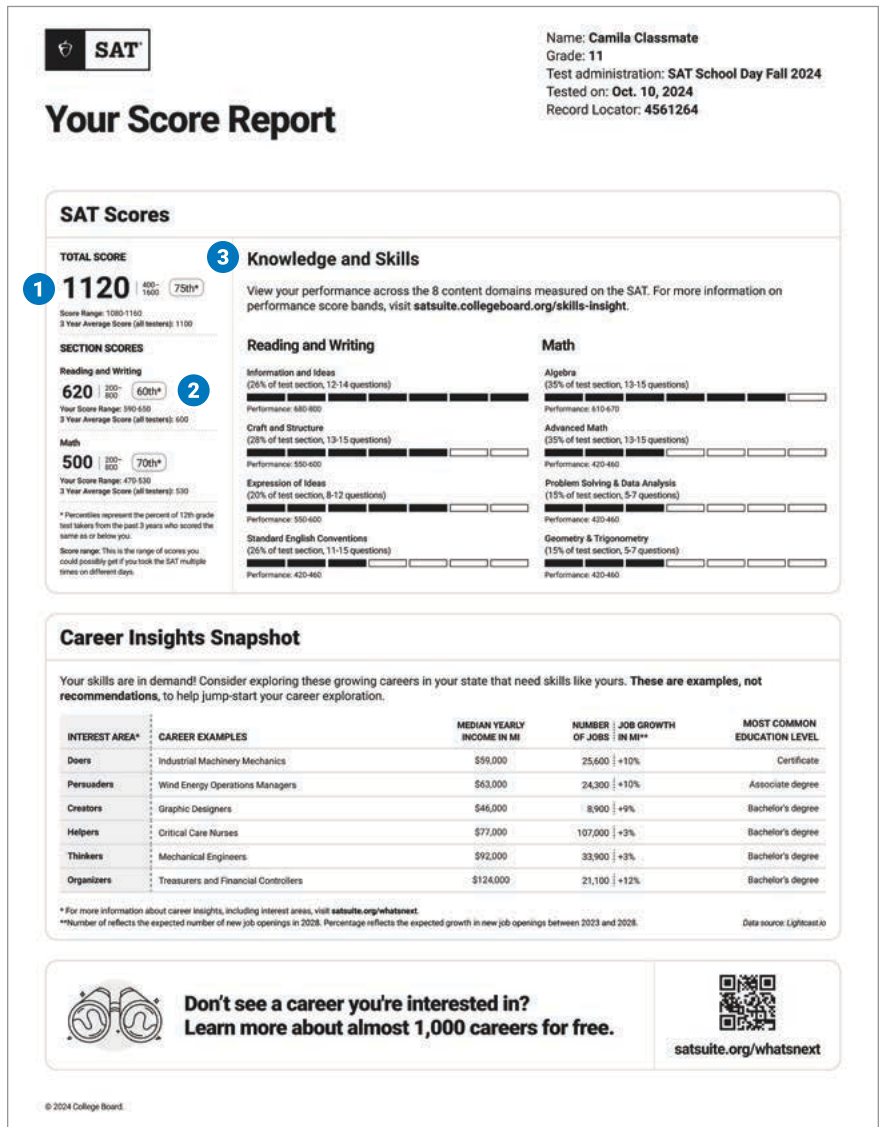 SAT
Name: Camila Classmate
Grade: 11
Test administration: SAT School Day Fall 2024
Tested on: Oct. 10, 2024
Record Locator: 4561264
Your Score Report
SAT Scores
TOTAL SCORE
1
1120 400–1600 75th*
Score Range: 1080-1160
3 Year Average Score (all testers): 1100
SECTION SCORES
Reading and Writing
620 200–800 60th*
2
Your Score Range: 590-650
3 Year Average Score (all testers): 600
Math
500 200–800 70th*
Your Score Range: 470-530
3 Year Average Score (all testers): 530
* Percentiles represent the percent of 12th grade
test takers from the past 3 years who scored the
same as or below you.
Score range: This is the range of scores you
could possibly get if you took the SAT multiple
times on different days.
3
Knowledge and Skills
View your performance across the 8 content domains measured on the SAT. For more information on
performance score bands, visit satsuite.collegeboard.org/skills-insight.
Reading and Writing
Information and Ideas
(26% of test section, 12-14 questions)
Performance: 680-800
Craft and Structure
(28% of test section, 13-15 questions)
Performance: 550-600
Expression of Ideas
(20% of test section, 8-12 questions)
Performance: 550-600
Standard English Conventions
(26% of test section, 11-15 questions)
Performance: 420-460
Math
Algebra
(35% of test section, 13-15 questions)
Performance: 610-670
Advanced Math
(35% of test section, 13-15 questions)
Performance: 420-460
Problem Solving & Data Analysis
(15% of test section, 5-7 questions)
Performance: 420-460
Geometry & Trigonometry
(15% of test section, 5-7 questions)
Performance: 420-460
Career Insights Snapshot
Your skills are in demand! Consider exploring these growing careers in your state that need skills like yours. These are examples, not
recommendations, to help jump-start your career exploration.
INTEREST AREA* CAREER EXAMPLES MEDIAN YEARLY INCOME IN MI NUMBER OF JOBS JOB GROWTH IN MI** MOST COMMON EDUCATION LEVEL
Doers Industrial Machinery Mechanics $59,000 25,600 +10% Certificate
Persuaders Wind Energy Operations Managers $63,000 24,300 +10% Associate degree
Creators Graphic Designers $46,000 8,900 +9% Bachelor's degree
Helpers Critical Care Nurses $77,000 107,000 +3% Bachelor's degree
Thinkers Mechanical Engineers $92,000 33,900 +3% Bachelor's degree
Organizers Treasurers and Financial Controllers $124,000 21,100 +12% Bachelor's degree
* For more information about career insights, including interest areas, visit satsuite.org/whatsnext.
**Number of reflects the expected number of new job openings in 2028. Percentage reflects the expected growth in new job openings between 2023 and 2028.
Data source: Lightcast.io
Don't see a career you're interested in?
Learn more about almost 1,000 careers for free.
satsuite.org/whatsnext
© 2024 College Board.